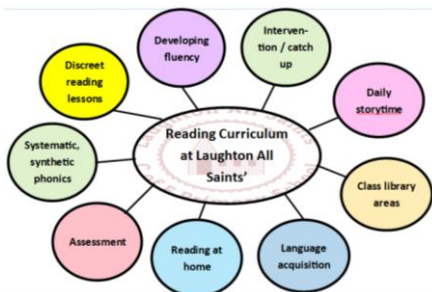 Developing
fluency
Interven-
tion / catch
up
Daily
storytime
Class library
areas
Language
acquisition
Reading at
home
Assessment
Systematic,
synthetic
phonics
Discreet
reading
lessons
Reading Curriculum
at Laughton All
Saints’